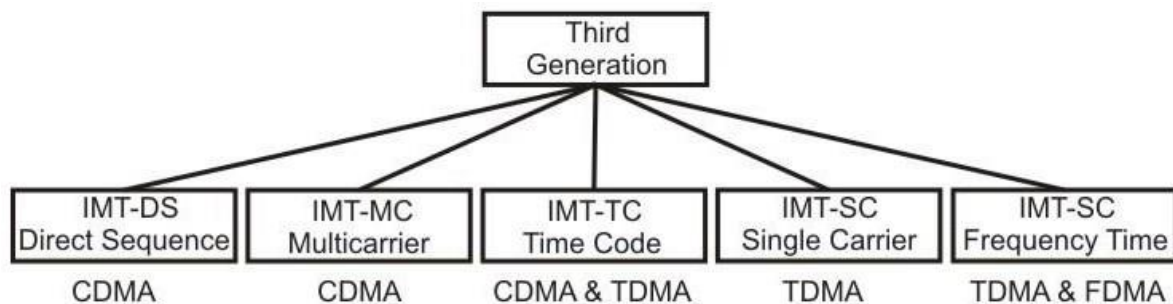 Third
Generation
IMT-DS
Direct Sequence
IMT-MC
Multicarrier
IMT-TC
Time Code
IMT-SC
Single Carrier
IMT-SC
Frequency Time
CDMA
CDMA
CDMA & TDMA
TDMA
TDMA & FDMA